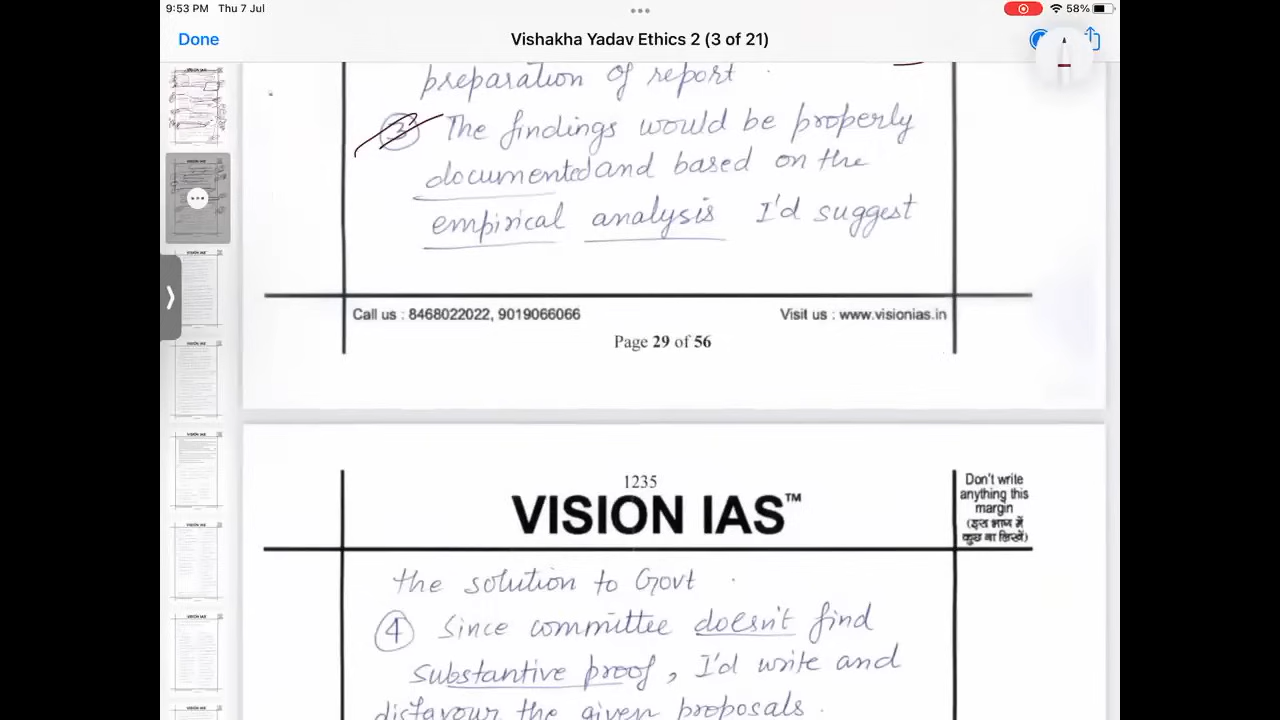 9:53 PM Thu 7 Jul
58%
Done
Vishakha Yadav Ethics 2 (3 of 21)
preparation of report .
③ The findings would be properly
documented and based on the
empirical analysis I'd suggest
Call us : 8468022022, 9019066066
Visit us : www.visionias.in
Page 29 of 56
1235
VISION IAS™
Don't write
anything this
margin
(इस भाग में
कुछ ना लिखें)
the solution to Govt .
④ Since committee doesn't find
substantive proof, I'd write and
disfavour the given proposals .